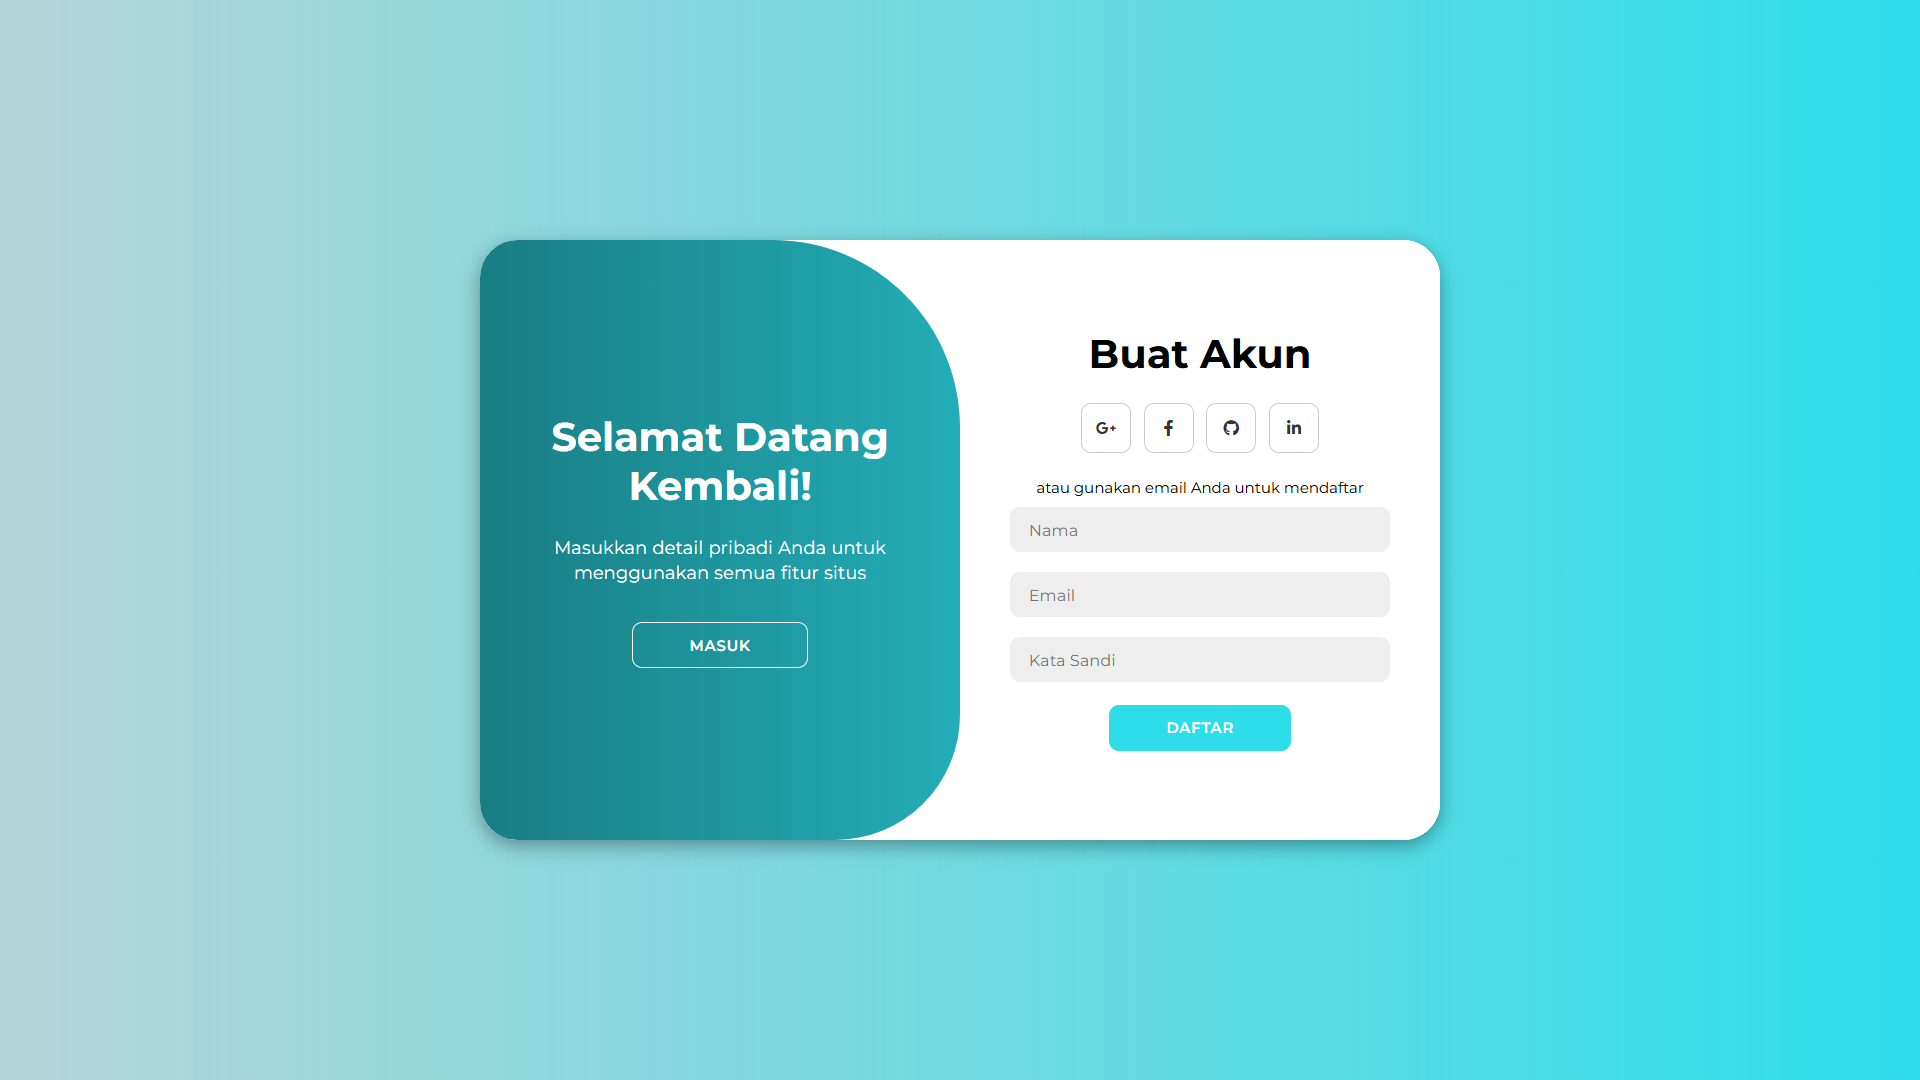 Selamat Datang
Kembali!
Masukkan detail pribadi Anda untuk
menggunakan semua fitur situs
MASUK
Buat Akun
atau gunakan email Anda untuk mendaftar
Nama
Email
Kata Sandi
DAFTAR